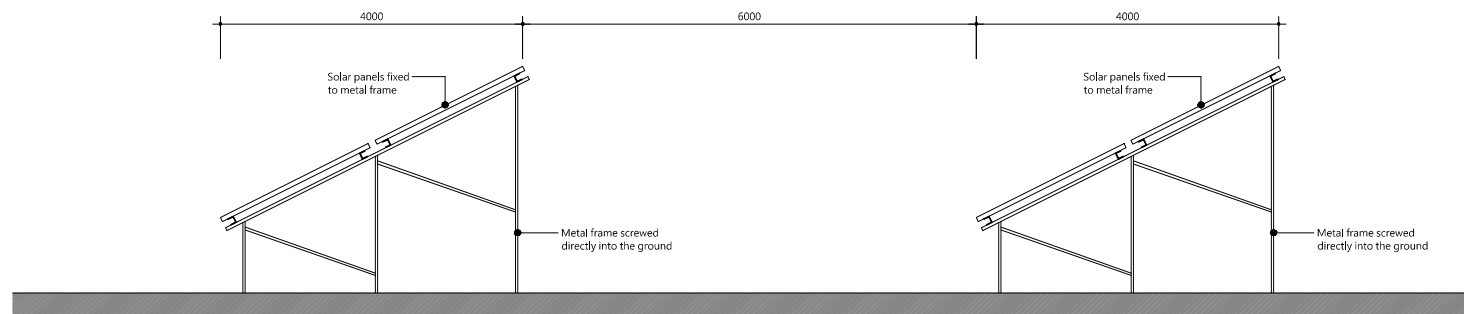 4000
6000
4000
Solar panels fixed
to metal frame
Solar panels fixed
to metal frame
Metal frame screwed
directly into the ground
Metal frame screwed
directly into the ground